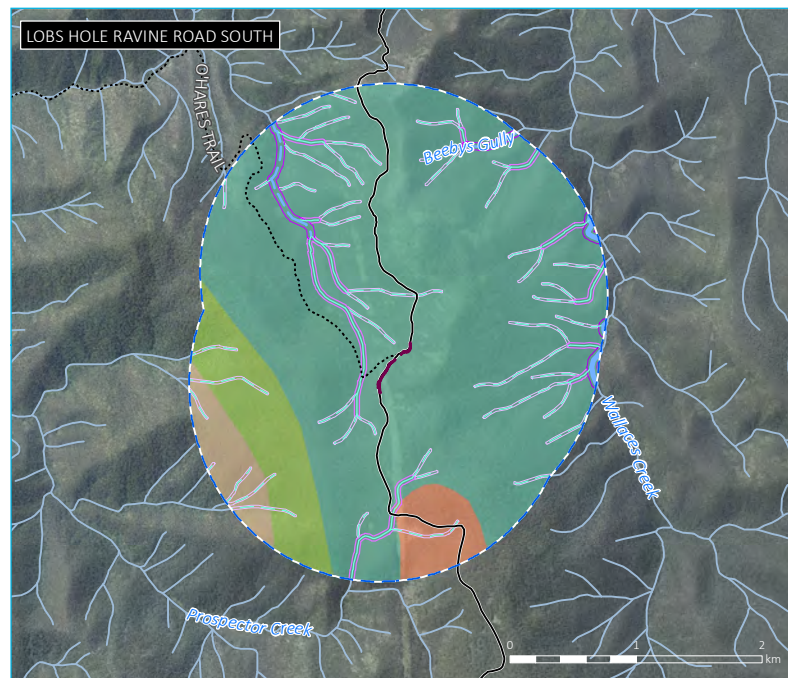 LOBS HOLE RAVINE ROAD SOUTH
O'HARES TRAIL
Beebys Gully
Wallaces Creek
Prospector Creek
0 1 2
km